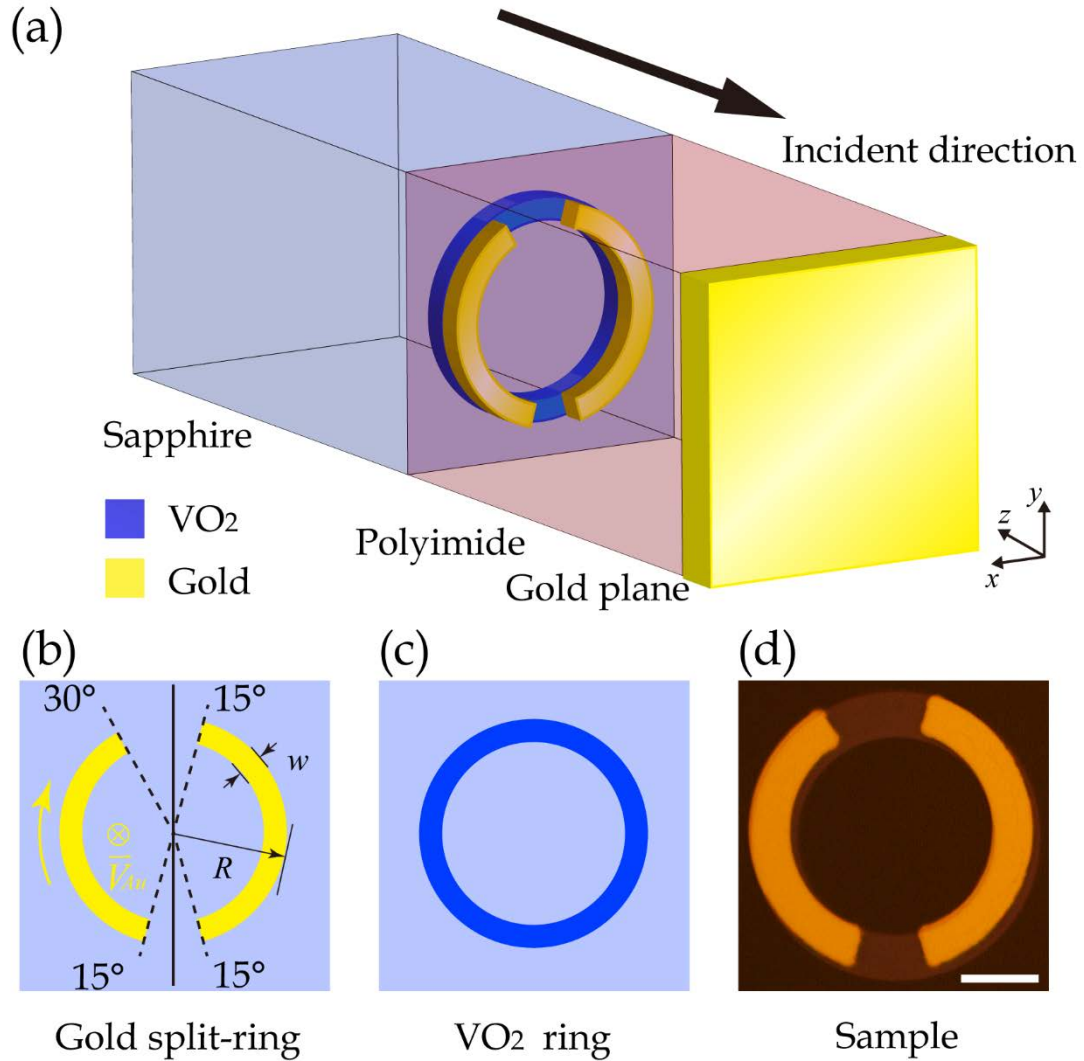 (a)
Incident direction
Sapphire
VO2
Gold
Polyimide
Gold plane
y
z
x
(b)
(c)
(d)
30°
15°
w
R
V̅Au
15°
15°
Gold split-ring
VO2 ring
Sample